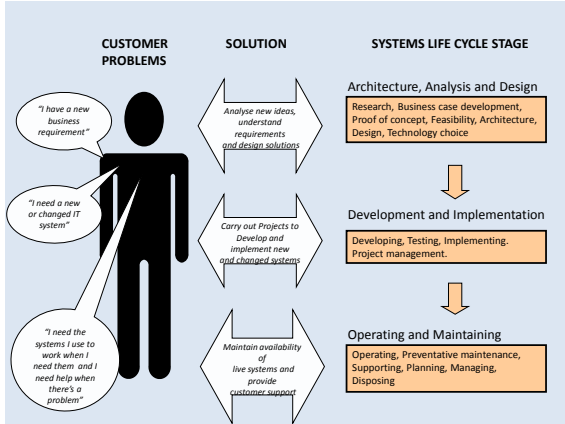 CUSTOMER
PROBLEMS
SOLUTION
SYSTEMS LIFE CYCLE STAGE
“I have a new
business
requirement”
Analyse new ideas,
understand
requirements
and design solutions
Architecture, Analysis and Design
Research, Business case development,
Proof of concept, Feasibility, Architecture,
Design, Technology choice
“I need a new
or changed IT
system”
Carry out Projects to
Develop and
implement new
and changed systems
Development and Implementation
Developing, Testing, Implementing.
Project management.
“I need the
systems I use to
work when I
need them and I
need help when
there’s a
problem”
Maintain availability
of
live systems and
provide
customer support
Operating and Maintaining
Operating, Preventative maintenance,
Supporting, Planning, Managing,
Disposing